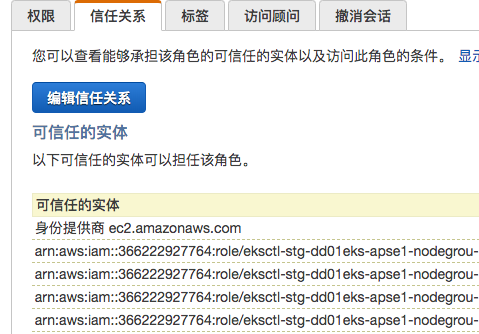 权限 信任关系 标签 访问顾问 撤消会话
您可以查看能够承担该角色的可信任的实体以及访问此角色的条件。 显示
编辑信任关系
可信任的实体
以下可信任的实体可以担任该角色。
可信任的实体
身份提供商 ec2.amazonaws.com
arn:aws:iam::366222927764:role/eksctl-stg-dd01eks-apse1-nodegrou-
arn:aws:iam::366222927764:role/eksctl-stg-dd01eks-apse1-nodegrou-
arn:aws:iam::366222927764:role/eksctl-stg-dd01eks-apse1-nodegrou-
arn:aws:iam::366222927764:role/eksctl-stg-dd01eks-apse1-nodegrou-